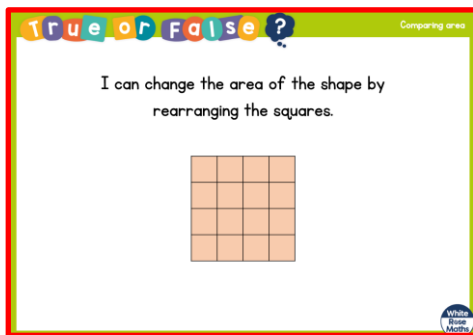 True or False ?
Comparing area
I can change the area of the shape by
rearranging the squares.
White
Rose
Maths